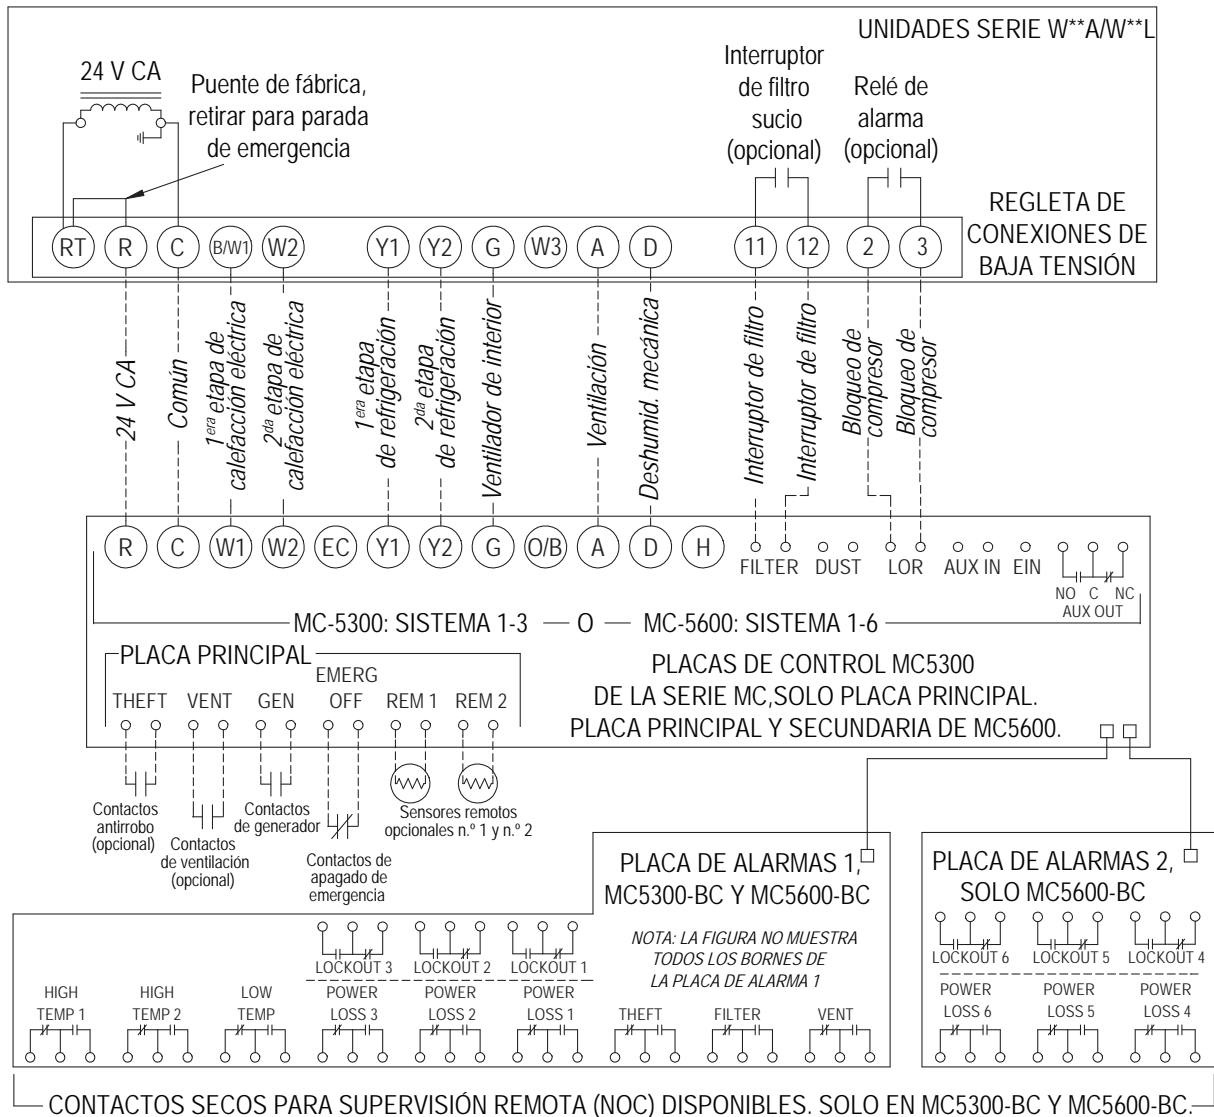 UNIDADES SERIE W**A/W**L
24 V CA
Puente de fábrica,
retirar para parada
de emergencia
Interruptor
de filtro
sucio
(opcional)
Relé de
alarma
(opcional)
REGLETA DE
CONEXIONES DE
BAJA TENSIÓN
RT R C B/W1 W2 Y1 Y2 G W3 A D 11 12 2 3
24 V CA
Común
1era etapa de
calefacción eléctrica
2da etapa de
calefacción eléctrica
1era etapa
de refrigeración
2da etapa
de refrigeración
Ventilador de interior
Ventilación
Deshumid. mecánica
Interruptor de filtro
Interruptor de filtro
Bloqueo de
compresor
Bloqueo de
compresor
R C W1 W2 EC Y1 Y2 G O/B A D H
FILTER DUST LOR AUX IN EIN
NO C NC
AUX OUT
MC-5300: SISTEMA 1-3 O MC-5600: SISTEMA 1-6
PLACA PRINCIPAL
THEFT VENT GEN EMERG
OFF REM 1 REM 2
PLACAS DE CONTROL MC5300
DE LA SERIE MC,SOLO PLACA PRINCIPAL.
PLACA PRINCIPAL Y SECUNDARIA DE MC5600.
Contactos
antirrobo
(opcional)
Contactos
de ventilación
(opcional)
Contactos
de generador
Contactos de
apagado de
emergencia
Sensores remotos
opcionales n.º 1 y n.º 2
PLACA DE ALARMAS 1,
MC5300-BC Y MC5600-BC
NOTA: LA FIGURA NO MUESTRA
TODOS LOS BORNES DE
LA PLACA DE ALARMA 1
LOCKOUT 3 LOCKOUT 2 LOCKOUT 1
HIGH
TEMP 1
HIGH
TEMP 2
LOW
TEMP
POWER
LOSS 3
POWER
LOSS 2
POWER
LOSS 1
THEFT
FILTER
VENT
PLACA DE ALARMAS 2,
SOLO MC5600-BC
LOCKOUT 6 LOCKOUT 5 LOCKOUT 4
POWER
LOSS 6
POWER
LOSS 5
POWER
LOSS 4
CONTACTOS SECOS PARA SUPERVISIÓN REMOTA (NOC) DISPONIBLES. SOLO EN MC5300-BC Y MC5600-BC.